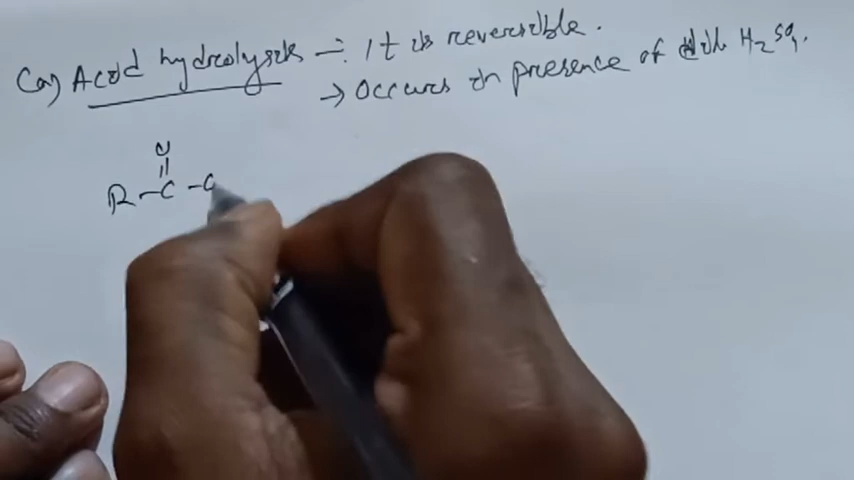 (a) Acid hydrolysis ÷ It is reversible.
→ Occurs in presence of dil H₂SO₄.
O
||
R - C - O